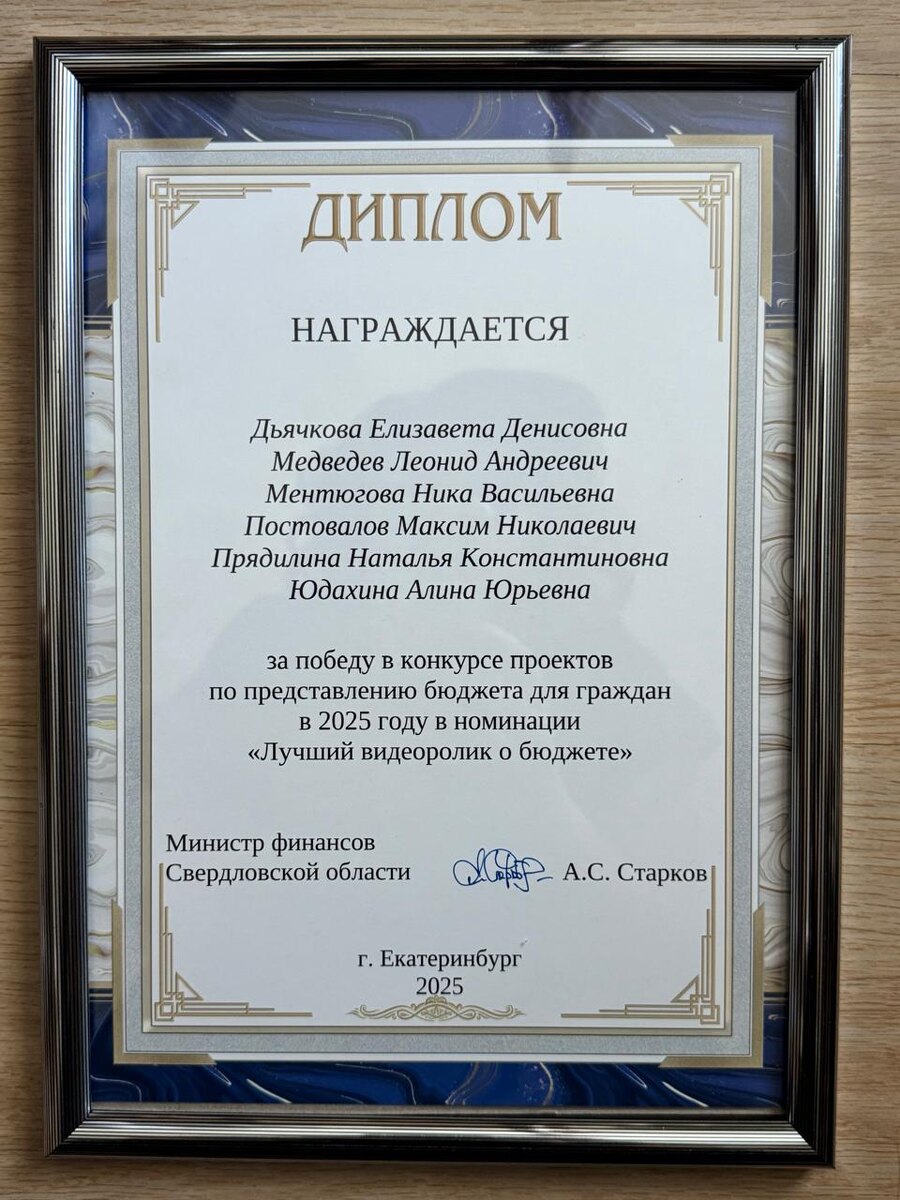 ДИПЛОМ
НАГРАЖДАЕТСЯ
Дьячкова Елизавета Денисовна
Медведев Леонид Андреевич
Ментюгова Ника Васильевна
Постовалов Максим Николаевич
Прядилина Наталья Константиновна
Юдахина Алина Юрьевна
за победу в конкурсе проектов
по представлению бюджета для граждан
в 2025 году в номинации
«Лучший видеоролик о бюджете»
Министр финансов
Свердловской области А.С. Старков
г. Екатеринбург
2025